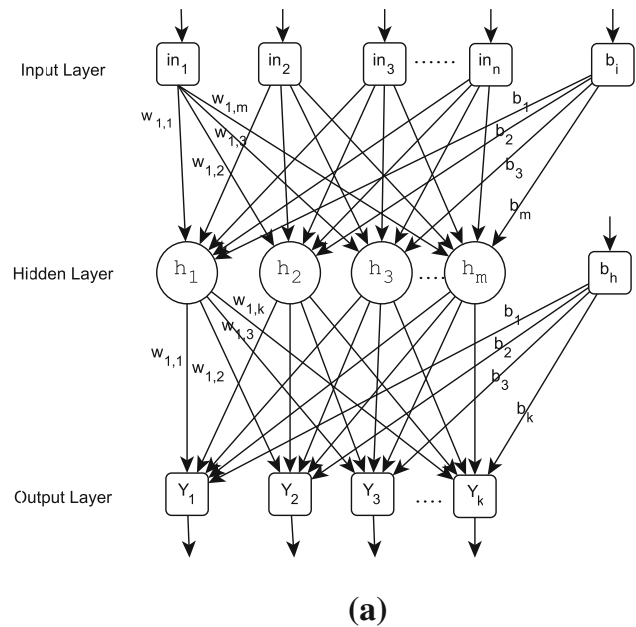 Input Layer in₁ in₂ in₃ ...... inₙ bᵢ
w₁,₁ w₁,ₘ b₁
w₁,₃ b₂
w₁,₂ b₃
bₘ
Hidden Layer h₁ h₂ h₃ .... hₘ bₕ
w₁,ₖ b₁
w₁,₃ b₂
w₁,₁ w₁,₂ b₃
bₖ
Output Layer Y₁ Y₂ Y₃ .... Yₖ
(a)